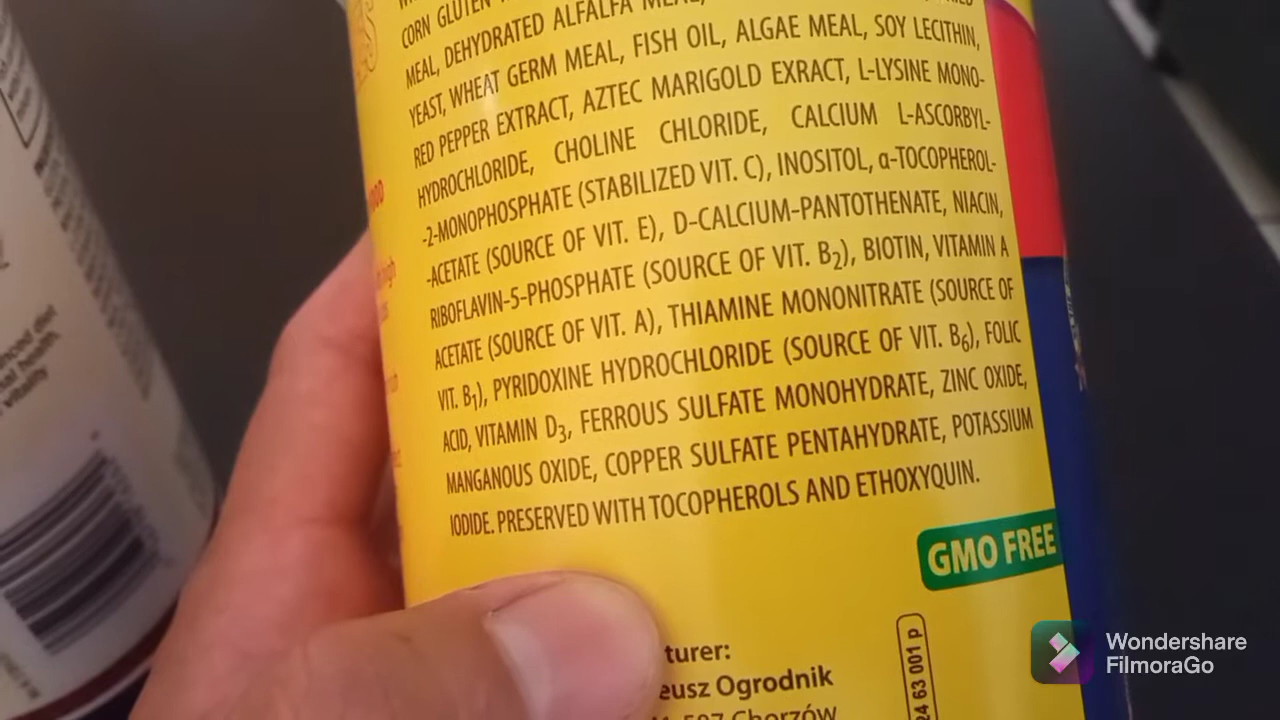 CORN GLUTEN
MEAL, DEHYDRATED ALFALFA MEAL,
YEAST, WHEAT GERM MEAL, FISH OIL, ALGAE MEAL, SOY LECITHIN,
RED PEPPER EXTRACT, AZTEC MARIGOLD EXRACT, L-LYSINE MONO-
HYDROCHLORIDE, CHOLINE CHLORIDE, CALCIUM L-ASCORBYL-
-2-MONOPHOSPHATE (STABILIZED VIT. C), INOSITOL, α-TOCOPHEROL-
-ACETATE (SOURCE OF VIT. E), D-CALCIUM-PANTOTHENATE, NIACIN,
RIBOFLAVIN-5-PHOSPHATE (SOURCE OF VIT. B2), BIOTIN, VITAMIN A
ACETATE (SOURCE OF VIT. A), THIAMINE MONONITRATE (SOURCE OF
VIT. B1), PYRIDOXINE HYDROCHLORIDE (SOURCE OF VIT. B6), FOLIC
ACID, VITAMIN D3, FERROUS SULFATE MONOHYDRATE, ZINC OXIDE,
MANGANOUS OXIDE, COPPER SULFATE PENTAHYDRATE, POTASSIUM
IODIDE. PRESERVED WITH TOCOPHEROLS AND ETHOXYQUIN.
GMO FREE
turer:
eusz Ogrodnik
Chorzów
24 63 001 p
health,
vitality
Wondershare
FilmoraGo